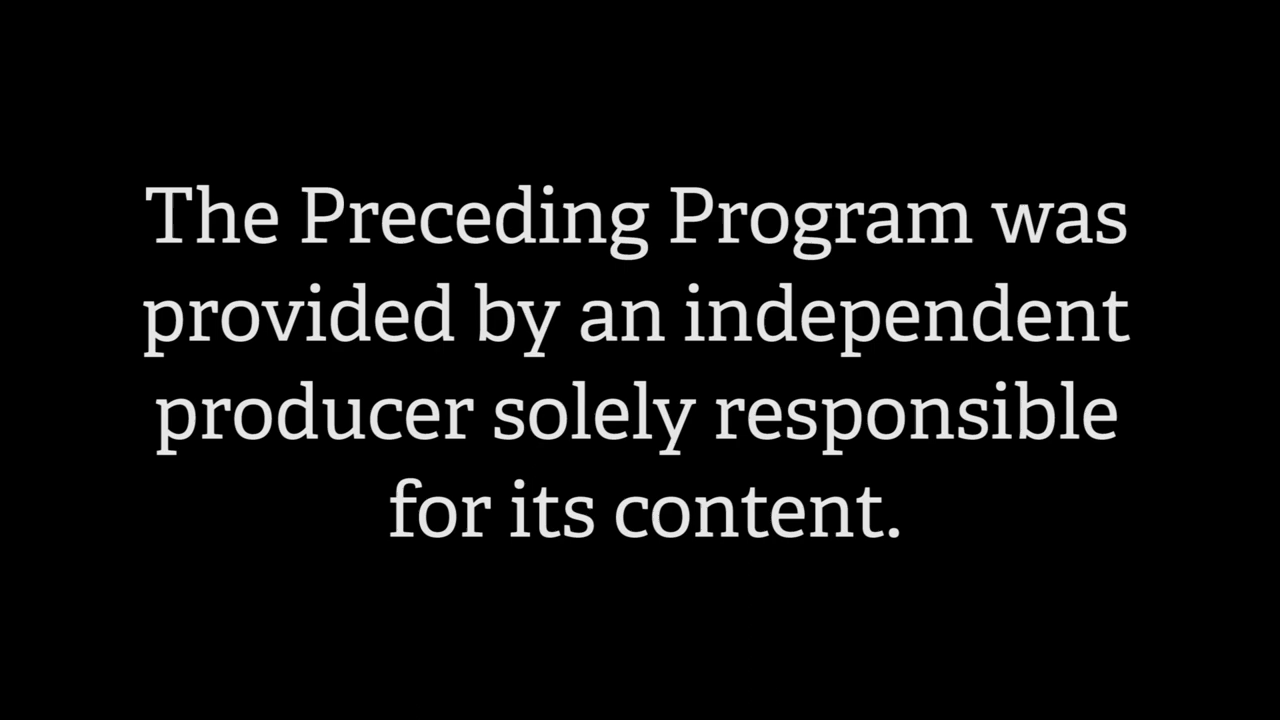 The Preceding Program was
provided by an independent
producer solely responsible
for its content.